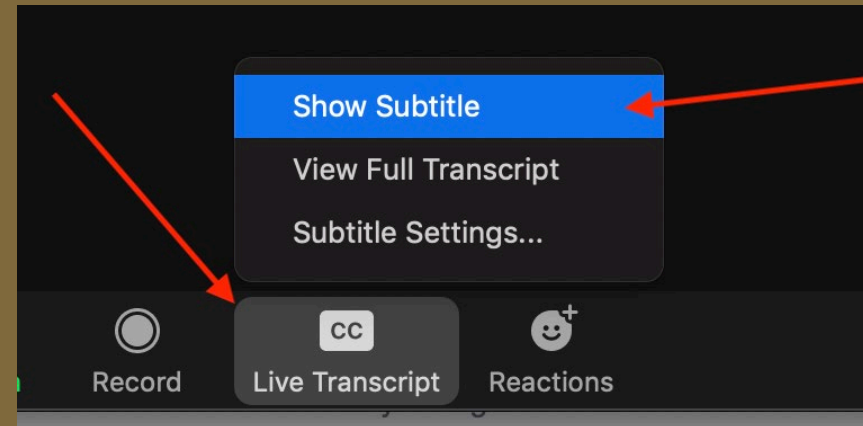 Show Subtitle
View Full Transcript
Subtitle Settings...
CC
Record
Live Transcript
Reactions